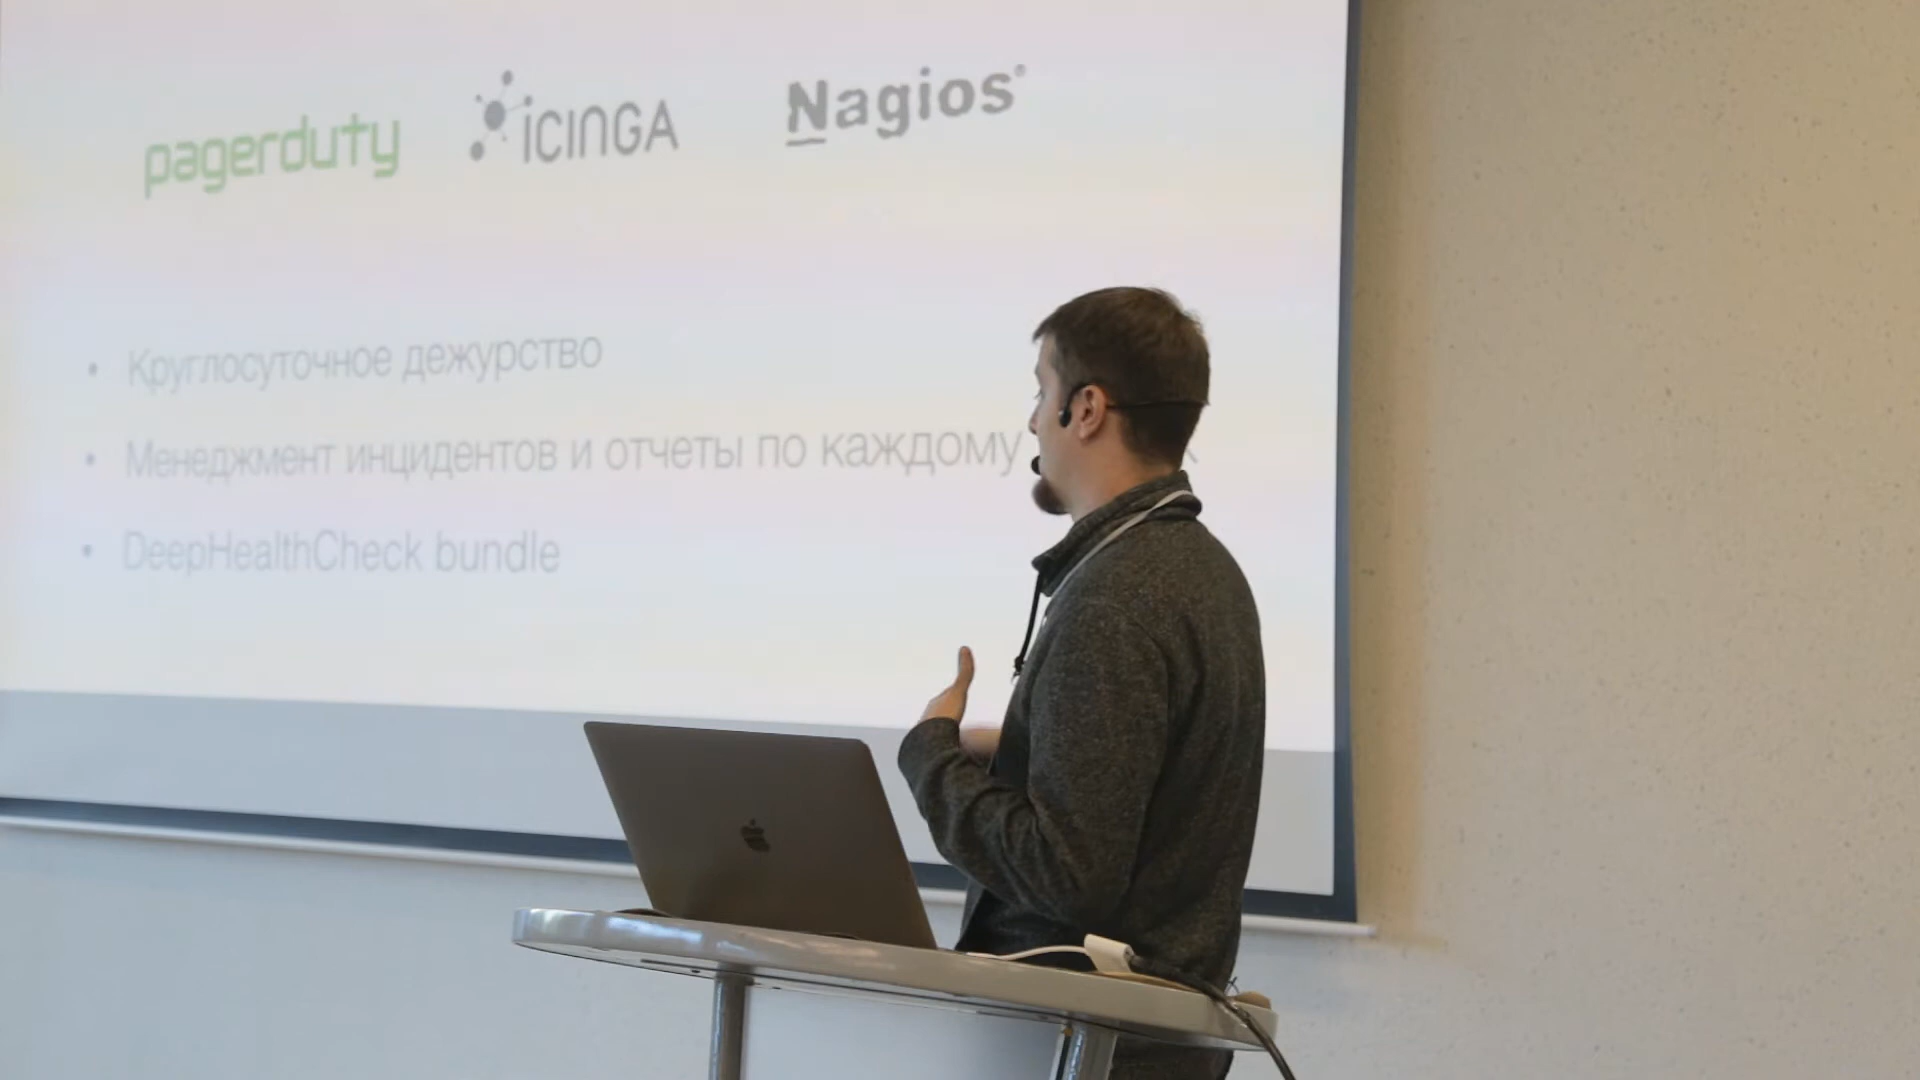 pagerduty
ICINGA
Nagios®
• Круглосуточное дежурство
• Менеджмент инцидентов и отчеты по каждому
• DeepHealthCheck bundle